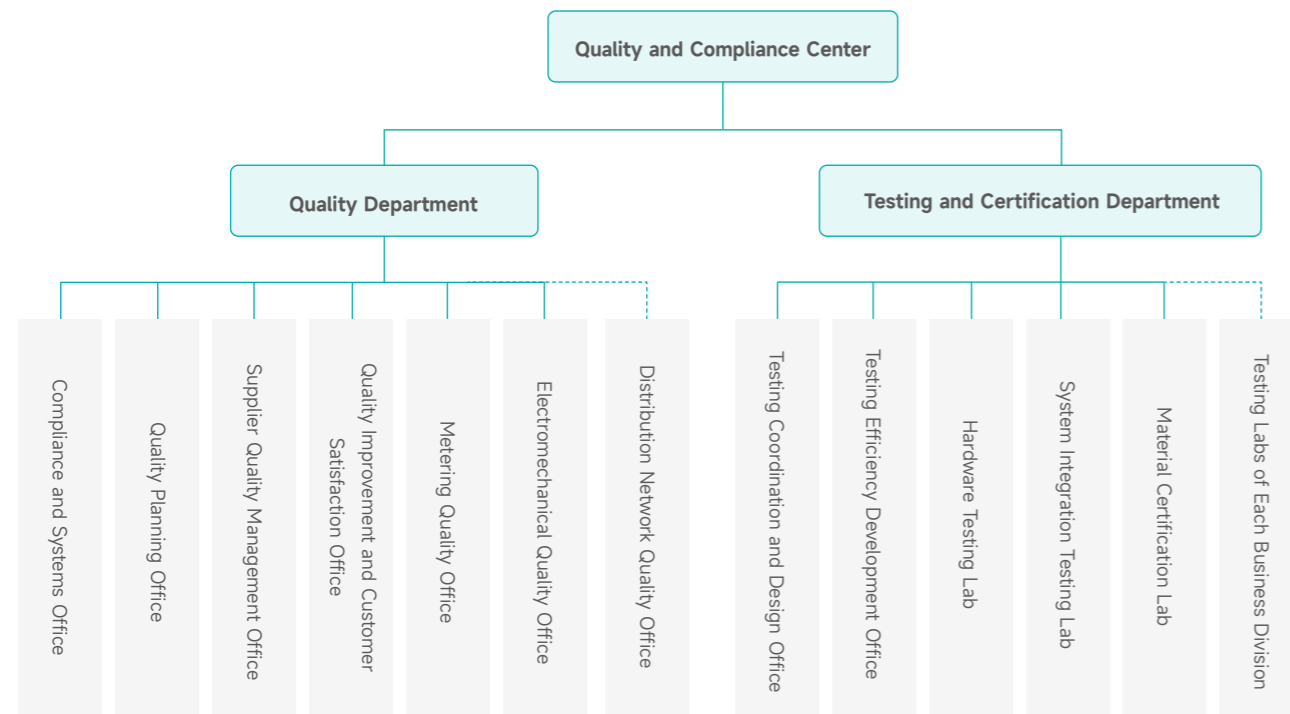 Quality and Compliance Center
Quality Department
Testing and Certification Department
Compliance and Systems Office
Quality Planning Office
Supplier Quality Management Office
Quality Improvement and Customer
Satisfaction Office
Metering Quality Office
Electromechanical Quality Office
Distribution Network Quality Office
Testing Coordination and Design Office
Testing Efficiency Development Office
Hardware Testing Lab
System Integration Testing Lab
Material Certification Lab
Testing Labs of Each Business Division